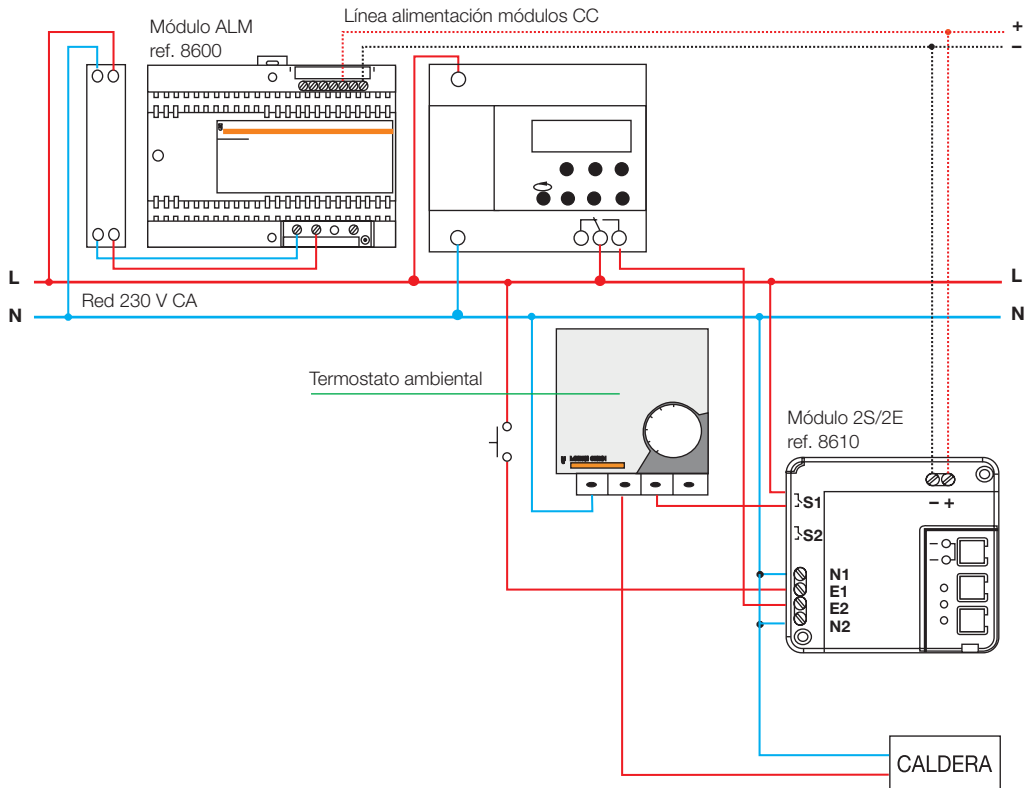 Línea alimentación módulos CC
Módulo ALM
ref. 8600
+
−
L
L
Red 230 V CA
N
N
Termostato ambiental
Módulo 2S/2E
ref. 8610
− +
S1
S2
N1
E1
E2
N2
CALDERA